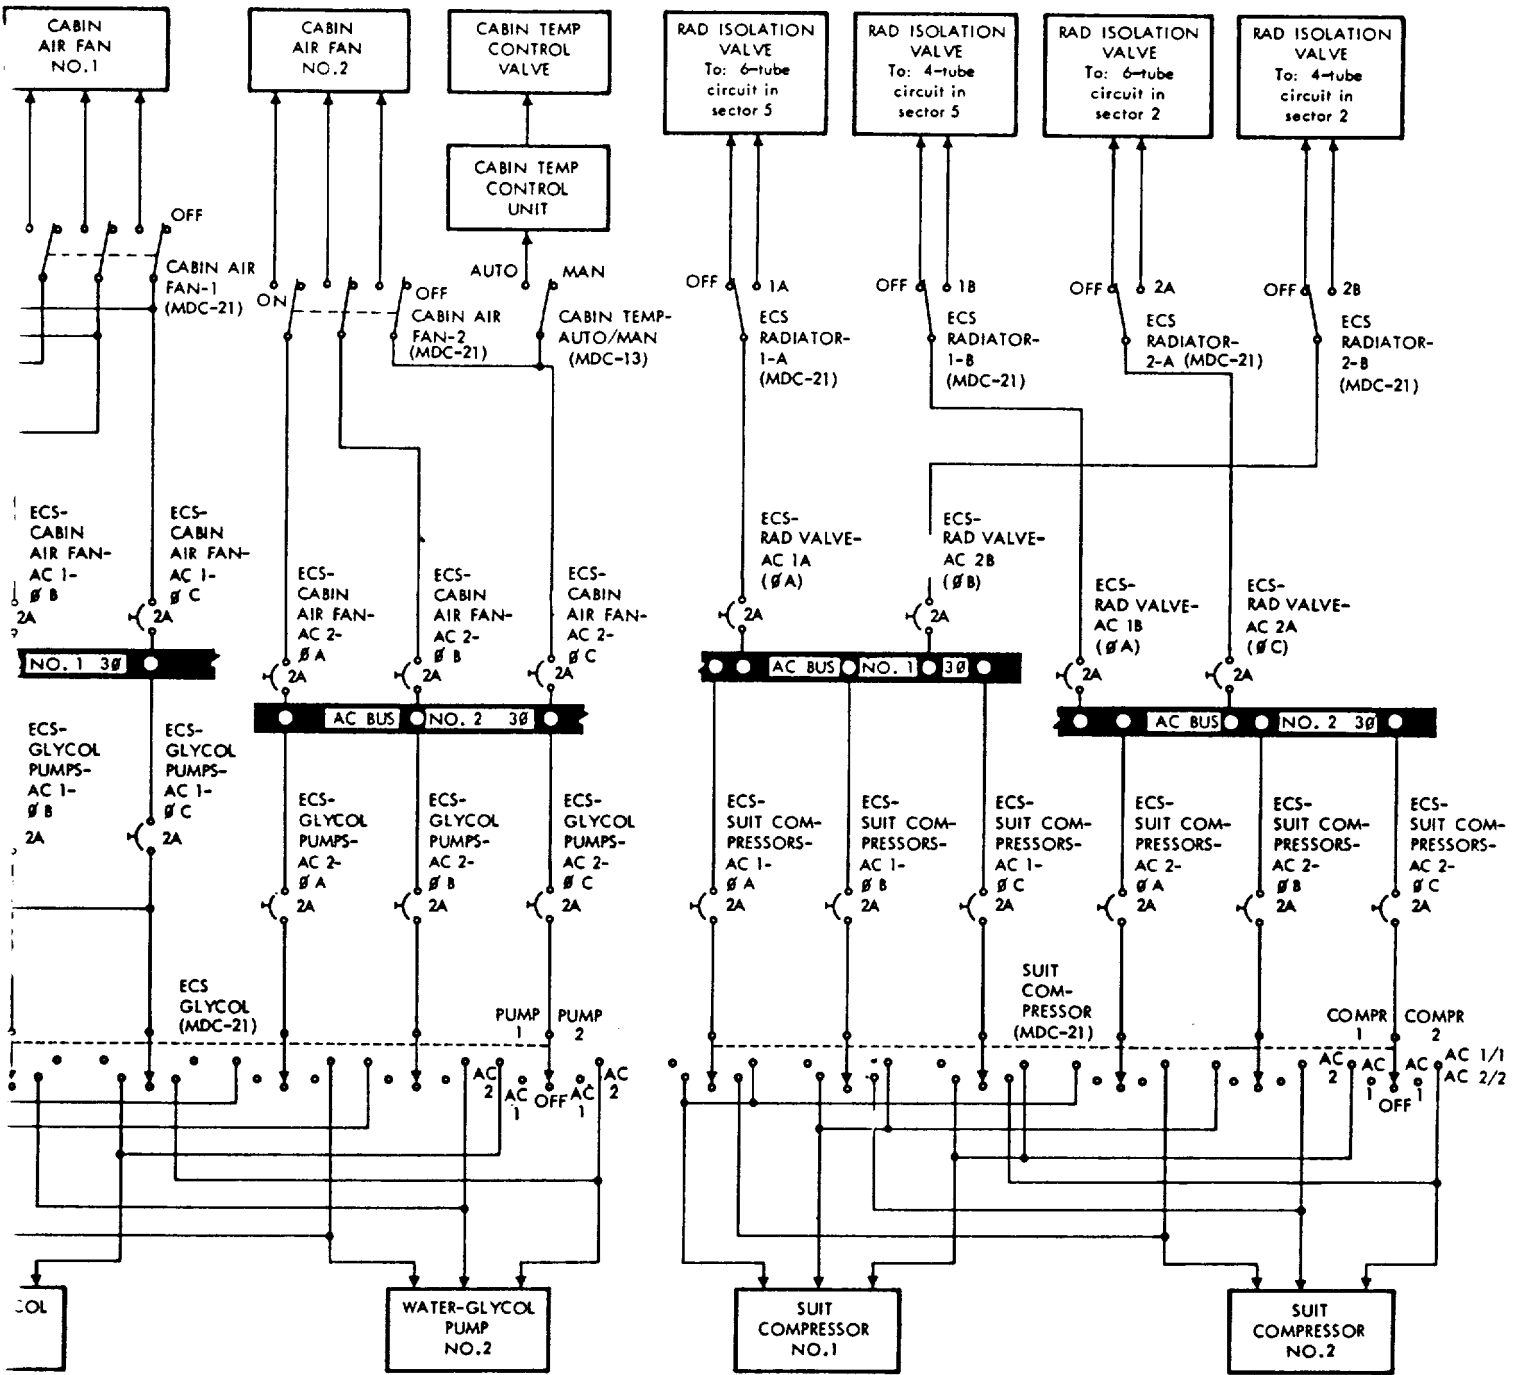 CABIN
AIR FAN
NO.1
CABIN
AIR FAN
NO.2
CABIN TEMP
CONTROL
VALVE
RAD ISOLATION
VALVE
To: 6-tube
circuit in
sector 5
RAD ISOLATION
VALVE
To: 4-tube
circuit in
sector 5
RAD ISOLATION
VALVE
To: 6-tube
circuit in
sector 2
RAD ISOLATION
VALVE
To: 4-tube
circuit in
sector 2
CABIN TEMP
CONTROL
UNIT
OFF
CABIN AIR
FAN-1
(MDC-21)
ON
OFF
CABIN AIR
FAN-2
(MDC-21)
AUTO
MAN
CABIN TEMP-
AUTO/MAN
(MDC-13)
OFF
1A
ECS
RADIATOR-
1-A
(MDC-21)
OFF
1B
ECS
RADIATOR-
1-B
(MDC-21)
OFF
2A
ECS
RADIATOR-
2-A (MDC-21)
OFF
2B
ECS
RADIATOR-
2-B
(MDC-21)
ECS-
CABIN
AIR FAN-
AC 1-
Ø B
2A
ECS-
CABIN
AIR FAN-
AC 1-
Ø C
2A
ECS-
CABIN
AIR FAN-
AC 2-
Ø A
2A
ECS-
CABIN
AIR FAN-
AC 2-
Ø B
2A
ECS-
CABIN
AIR FAN-
AC 2-
Ø C
2A
ECS-
RAD VALVE-
AC 1A
(ØA)
2A
ECS-
RAD VALVE-
AC 2B
(ØB)
2A
ECS-
RAD VALVE-
AC 1B
(ØA)
2A
ECS-
RAD VALVE-
AC 2A
(ØC)
2A
NO. 1 3Ø
AC BUS NO. 2 3Ø
AC BUS NO. 1 3Ø
AC BUS NO. 2 3Ø
ECS-
GLYCOL
PUMPS-
AC 1-
Ø B
2A
ECS-
GLYCOL
PUMPS-
AC 1-
Ø C
2A
ECS-
GLYCOL
PUMPS-
AC 2-
Ø A
2A
ECS-
GLYCOL
PUMPS-
AC 2-
Ø B
2A
ECS-
GLYCOL
PUMPS-
AC 2-
Ø C
2A
ECS-
SUIT COM-
PRESSORS-
AC 1-
Ø A
2A
ECS-
SUIT COM-
PRESSORS-
AC 1-
Ø B
2A
ECS-
SUIT COM-
PRESSORS-
AC 1-
Ø C
2A
ECS-
SUIT COM-
PRESSORS-
AC 2-
Ø A
2A
ECS-
SUIT COM-
PRESSORS-
AC 2-
Ø B
2A
ECS-
SUIT COM-
PRESSORS-
AC 2-
Ø C
2A
ECS
GLYCOL
(MDC-21)
PUMP
1
PUMP
2
AC
2
AC
1
OFF
AC
1
AC
2
SUIT
COM-
PRESSOR
(MDC-21)
COMPR
1
COMPR
2
AC
2
AC
1
OFF
AC
1
AC 1/1
AC 2/2
COL
WATER-GLYCOL
PUMP
NO.2
SUIT
COMPRESSOR
NO.1
SUIT
COMPRESSOR
NO.2